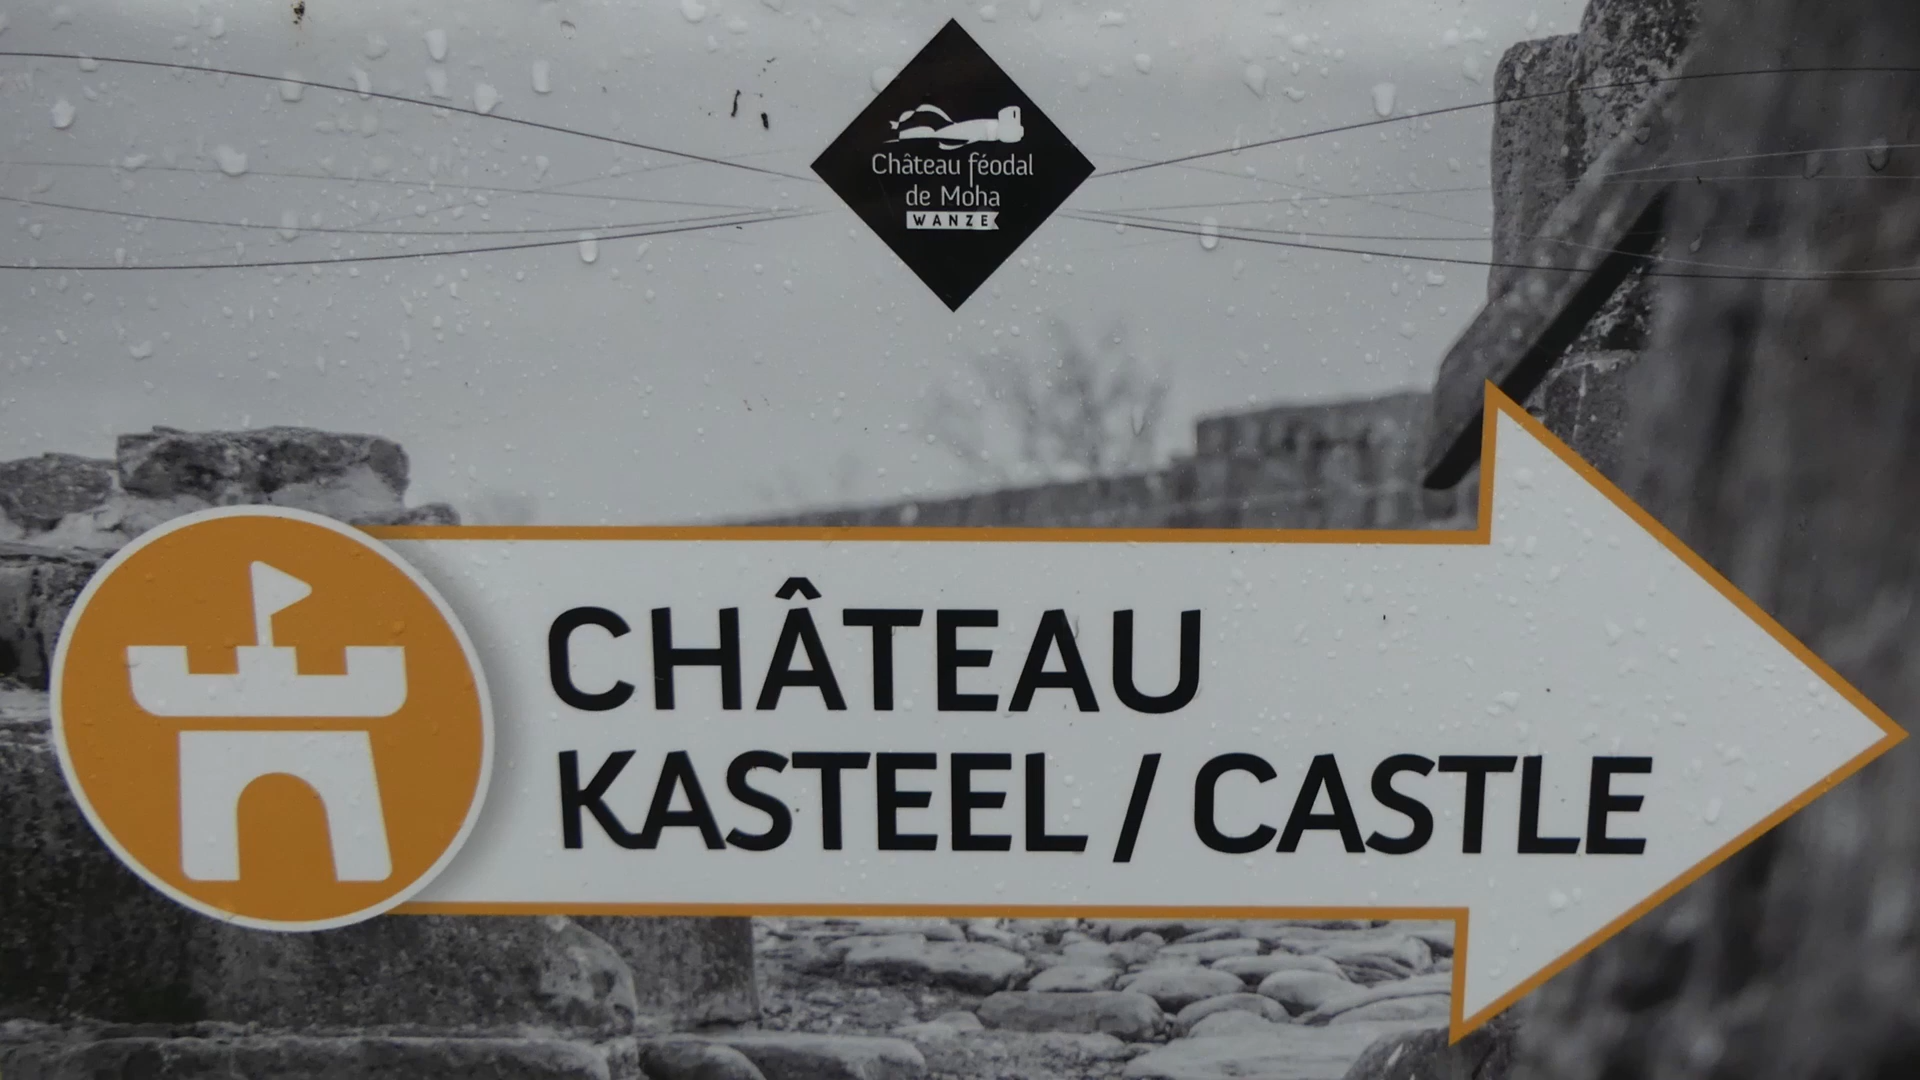 Château féodal
de Moha
WANZE
CHÂTEAU
KASTEEL / CASTLE